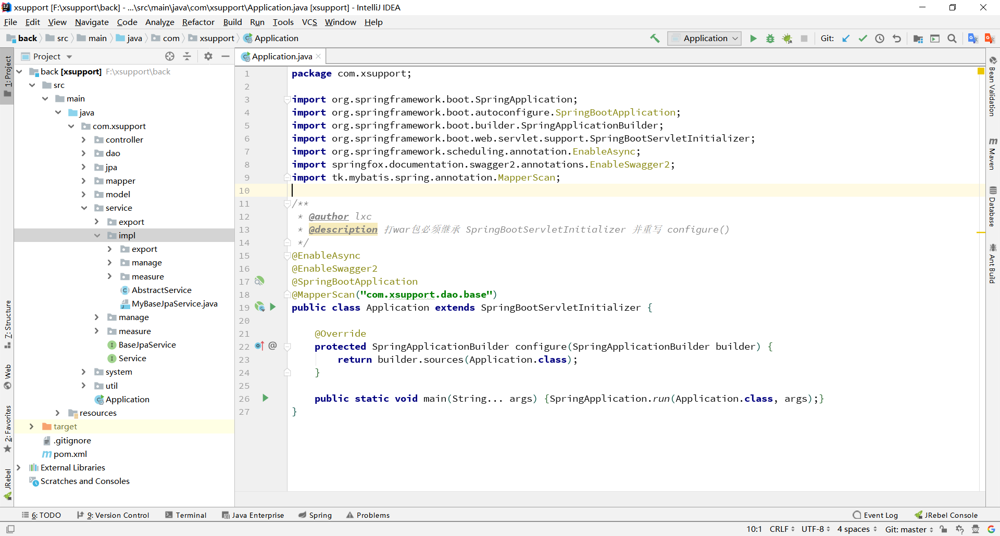 xsupport [F:\xsupport\back] - ...\src\main\java\com\xsupport\Application.java [xsupport] - IntelliJ IDEA
File Edit View Navigate Code Analyze Refactor Build Run Tools VCS Window Help
back src main java com xsupport Application
Application Git:
1: Project
7: Structure
Web
2: Favorites
JRebel
Project
back [xsupport] F:\xsupport\back
src
main
java
com.xsupport
controller
dao
jpa
mapper
model
service
export
impl
export
manage
measure
AbstractService
MyBaseJpaService.java
manage
measure
BaseJpaService
Service
system
util
Application
resources
target
.gitignore
pom.xml
External Libraries
Scratches and Consoles
Application.java
1 package com.xsupport;
2
3 import org.springframework.boot.SpringApplication;
4 import org.springframework.boot.autoconfigure.SpringBootApplication;
5 import org.springframework.boot.builder.SpringApplicationBuilder;
6 import org.springframework.boot.web.servlet.support.SpringBootServletInitializer;
7 import org.springframework.scheduling.annotation.EnableAsync;
8 import springfox.documentation.swagger2.annotations.EnableSwagger2;
9 import tk.mybatis.spring.annotation.MapperScan;
10
11 /**
12 * @author lxc
13 * @description 打war包必须继承 SpringBootServletInitializer 并重写 configure()
14 */
15 @EnableAsync
16 @EnableSwagger2
17 @SpringBootApplication
18 @MapperScan("com.xsupport.dao.base")
19 public class Application extends SpringBootServletInitializer {
20
21 @Override
22 @ protected SpringApplicationBuilder configure(SpringApplicationBuilder builder) {
23 return builder.sources(Application.class);
24 }
25
26 public static void main(String... args) {SpringApplication.run(Application.class, args);}
27 }
Bean Validation
Maven
Database
Ant Build
6: TODO 9: Version Control Terminal Java Enterprise Spring Problems Event Log JRebel Console
10:1 CRLF UTF-8 4 spaces Git: master